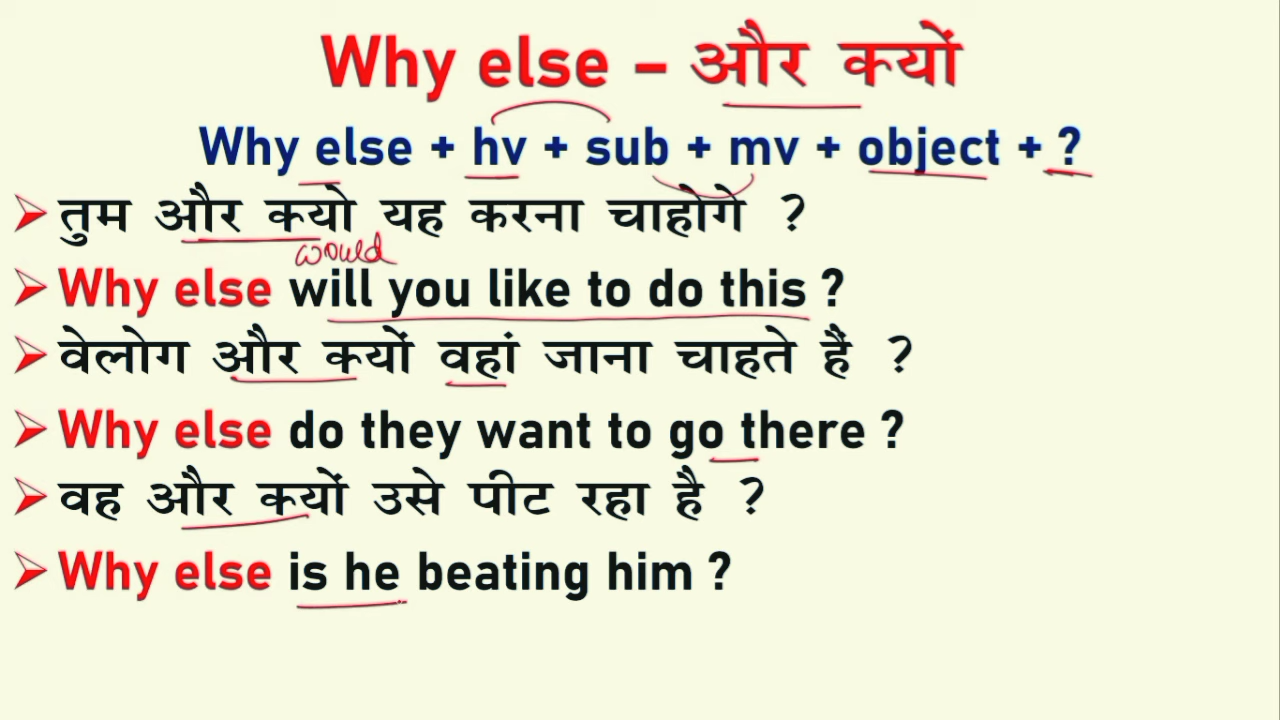 Why else – और क्यों
Why else + hv + sub + mv + object + ?
तुम और क्यो यह करना चाहोगे ?
would
Why else will you like to do this ?
वेलोग और क्यों वहां जाना चाहते हैं ?
Why else do they want to go there ?
वह और क्यों उसे पीट रहा है ?
Why else is he beating him ?